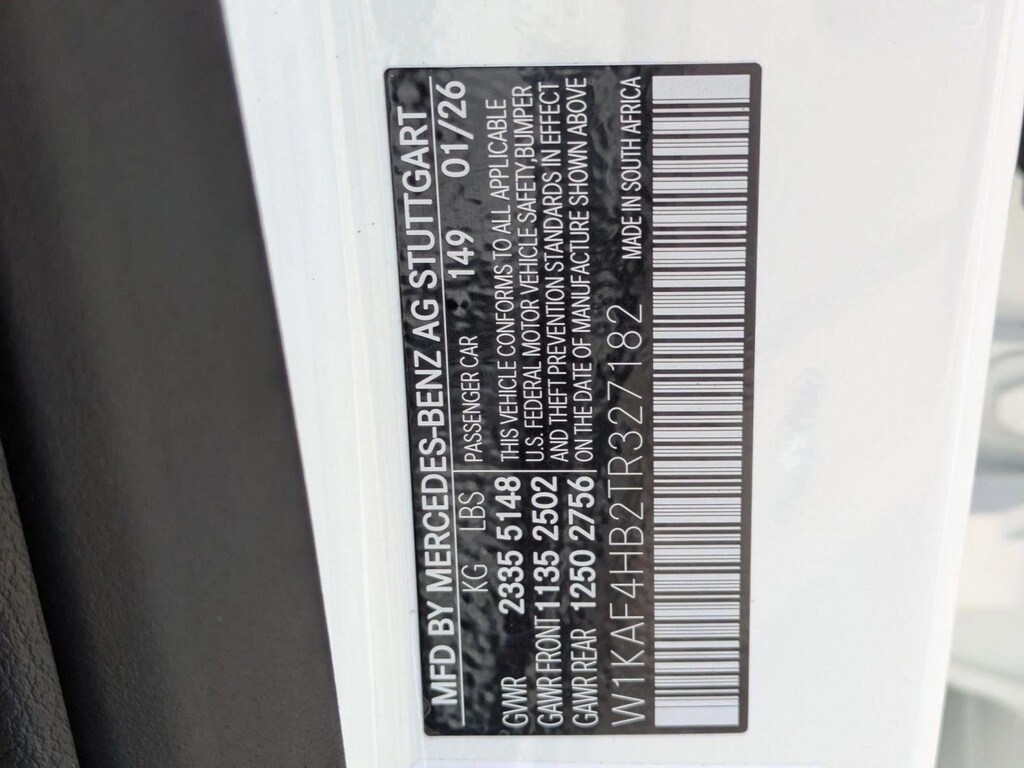 MFD BY MERCEDES-BENZ AG STUTTGART
KG LBS PASSENGER CAR 149 01/26
GVWR 2335 5148 THIS VEHICLE CONFORMS TO ALL APPLICABLE
GAWR FRONT 1135 2502 U.S. FEDERAL MOTOR VEHICLE SAFETY,BUMPER
GAWR REAR 1250 2756 AND THEFT PREVENTION STANDARDS IN EFFECT
ON THE DATE OF MANUFACTURE SHOWN ABOVE
W1KAF4HB2TR327182 MADE IN SOUTH AFRICA